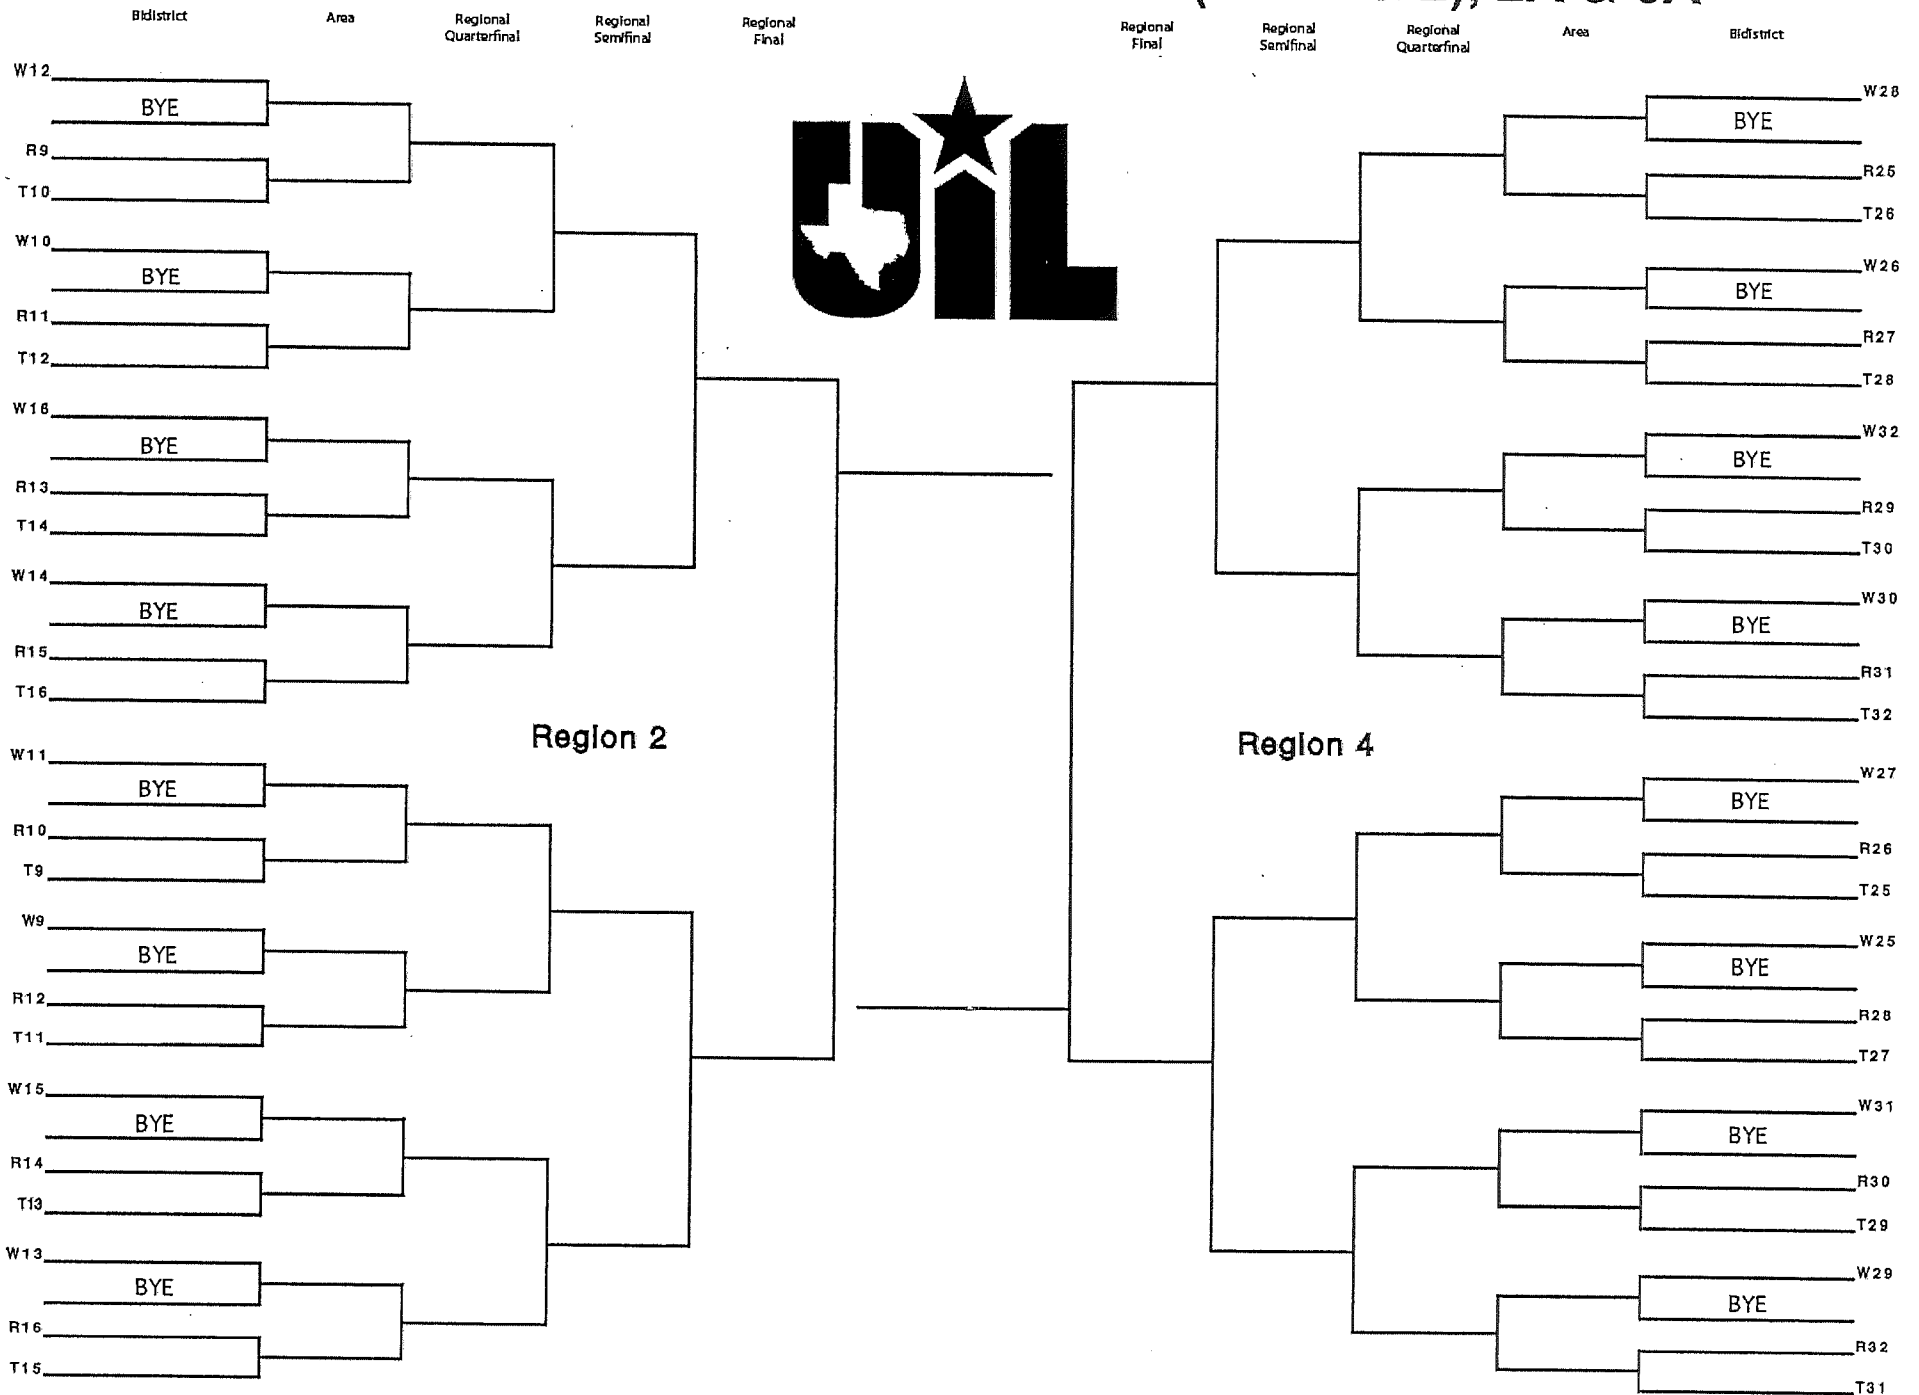 Bidistrict
Area
Regional
Quarterfinal
Regional
Semifinal
Regional
Final
Regional
Final
Regional
Semifinal
Regional
Quarterfinal
Area
Bidistrict
W12
BYE
R9
T10
W10
BYE
R11
T12
W16
BYE
R13
T14
W14
BYE
R15
T16
Region 2
W11
BYE
R10
T9
W9
BYE
R12
T11
W15
BYE
R14
T13
W13
BYE
R16
T15
UIL
W28
BYE
R25
T26
W26
BYE
R27
T28
W32
BYE
R29
T30
W30
BYE
R31
T32
Region 4
W27
BYE
R26
T25
W25
BYE
R28
T27
W31
BYE
R30
T29
W29
BYE
R32
T31